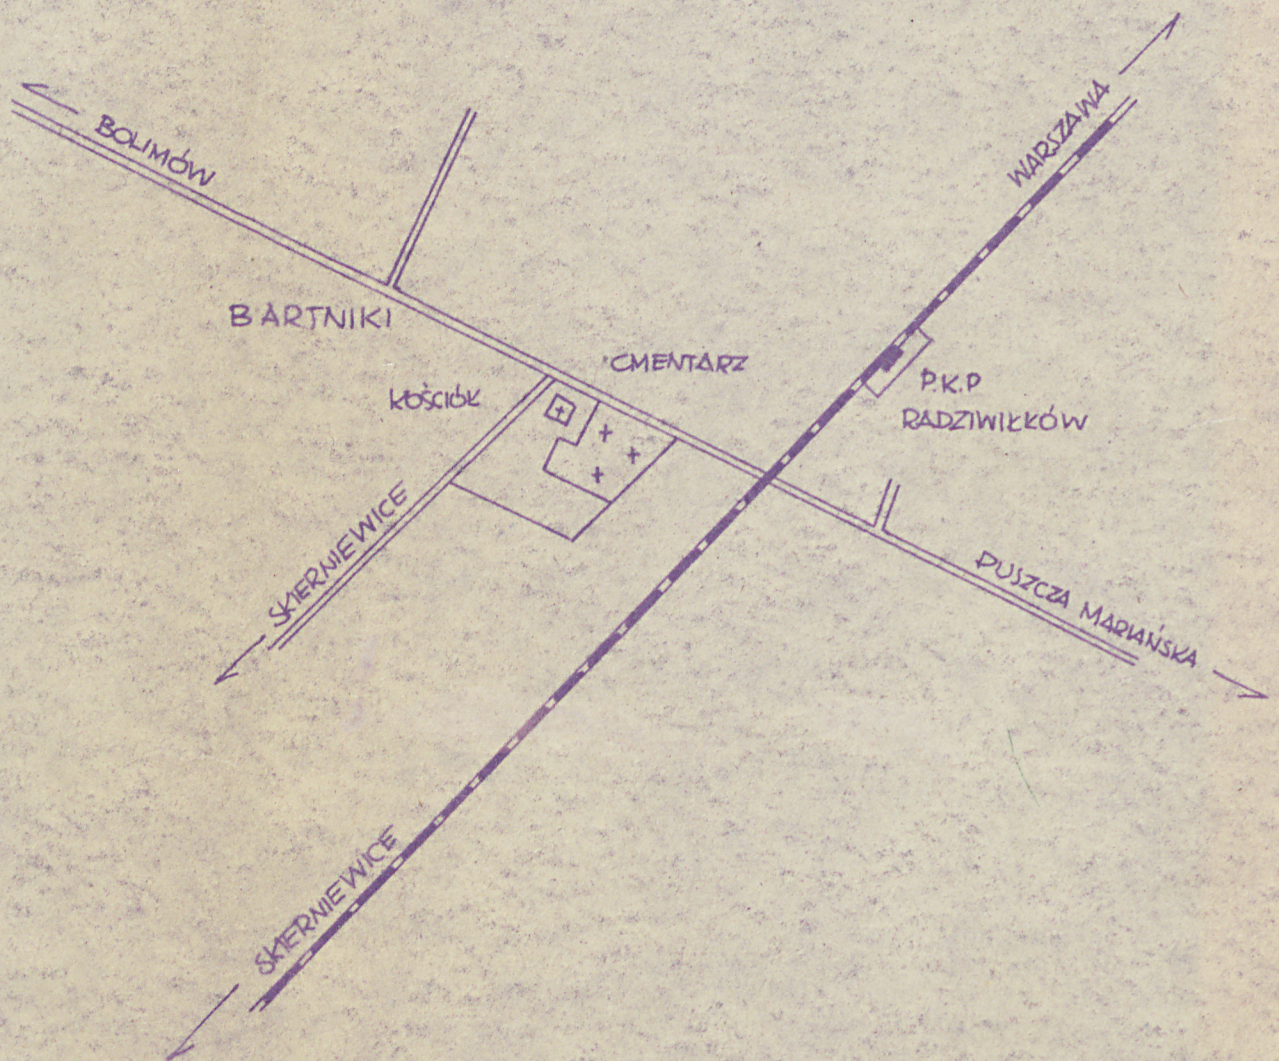 WARSZAWA
BOLIMÓW
BARTNIKI
CMENTARZ
KOŚCIÓŁ
P.K.P
RADZIWIŁŁÓW
SKIERNIEWICE
PUSZCZA MARIAŃSKA
SKIERNIEWICE